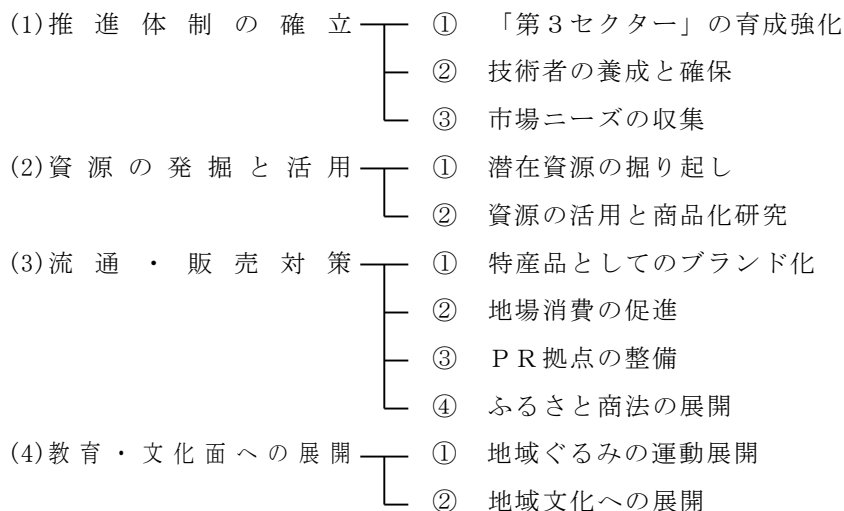 (1)推進体制の確立 ① 「第3セクター」の育成強化
② 技術者の養成と確保
③ 市場ニーズの収集
(2)資源の発掘と活用 ① 潜在資源の掘り起し
② 資源の活用と商品化研究
(3)流通・販売対策 ① 特産品としてのブランド化
② 地場消費の促進
③ PR拠点の整備
④ ふるさと商法の展開
(4)教育・文化面への展開 ① 地域ぐるみの運動展開
② 地域文化への展開